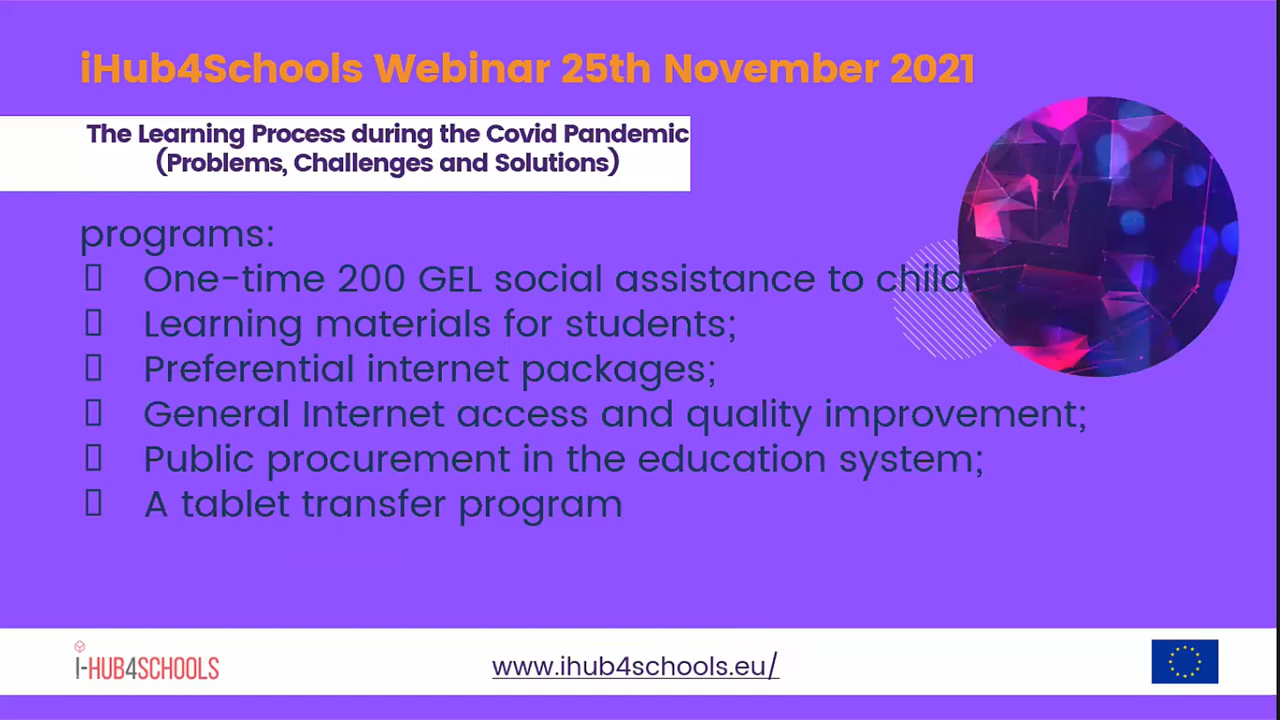 iHub4Schools Webinar 25th November 2021
The Learning Process during the Covid Pandemic
(Problems, Challenges and Solutions)
programs:
One-time 200 GEL social assistance to child
Learning materials for students;
Preferential internet packages;
General Internet access and quality improvement;
Public procurement in the education system;
A tablet transfer program
I-HUB4SCHOOLS
www.ihub4schools.eu/